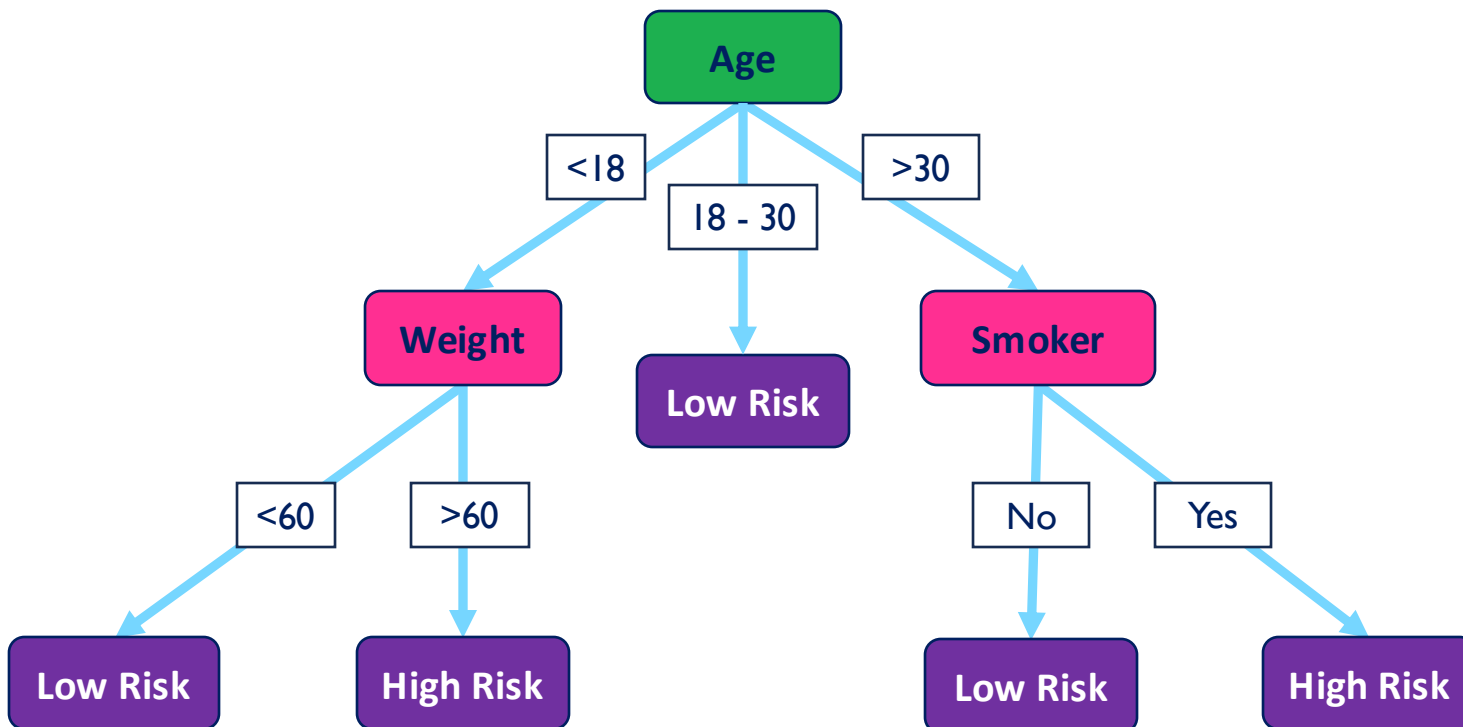 Age
<18
18 - 30
>30
Weight
Smoker
Low Risk
<60
>60
No
Yes
Low Risk
High Risk
Low Risk
High Risk